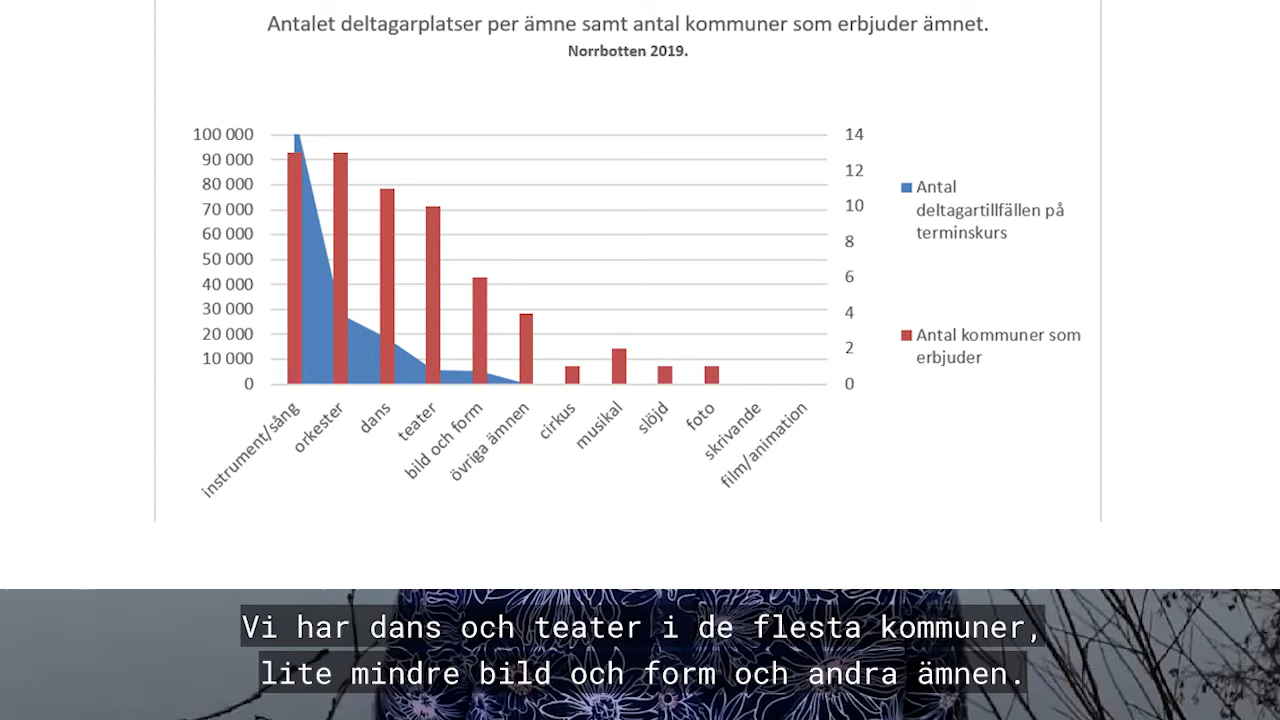 Antalet deltagarplatser per ämne samt antal kommuner som erbjuder ämnet.
Norrbotten 2019.
100 000
90 000
80 000
70 000
60 000
50 000
40 000
30 000
20 000
10 000
0
14
12
10
8
6
4
2
0
Antal
deltagartillfällen på
terminskurs
Antal kommuner som
erbjuder
instrument/sång
orkester
dans
teater
bild och form
övriga ämnen
cirkus
musikal
slöjd
foto
skrivande
film/animation
Vi har dans och teater i de flesta kommuner,
lite mindre bild och form och andra ämnen.